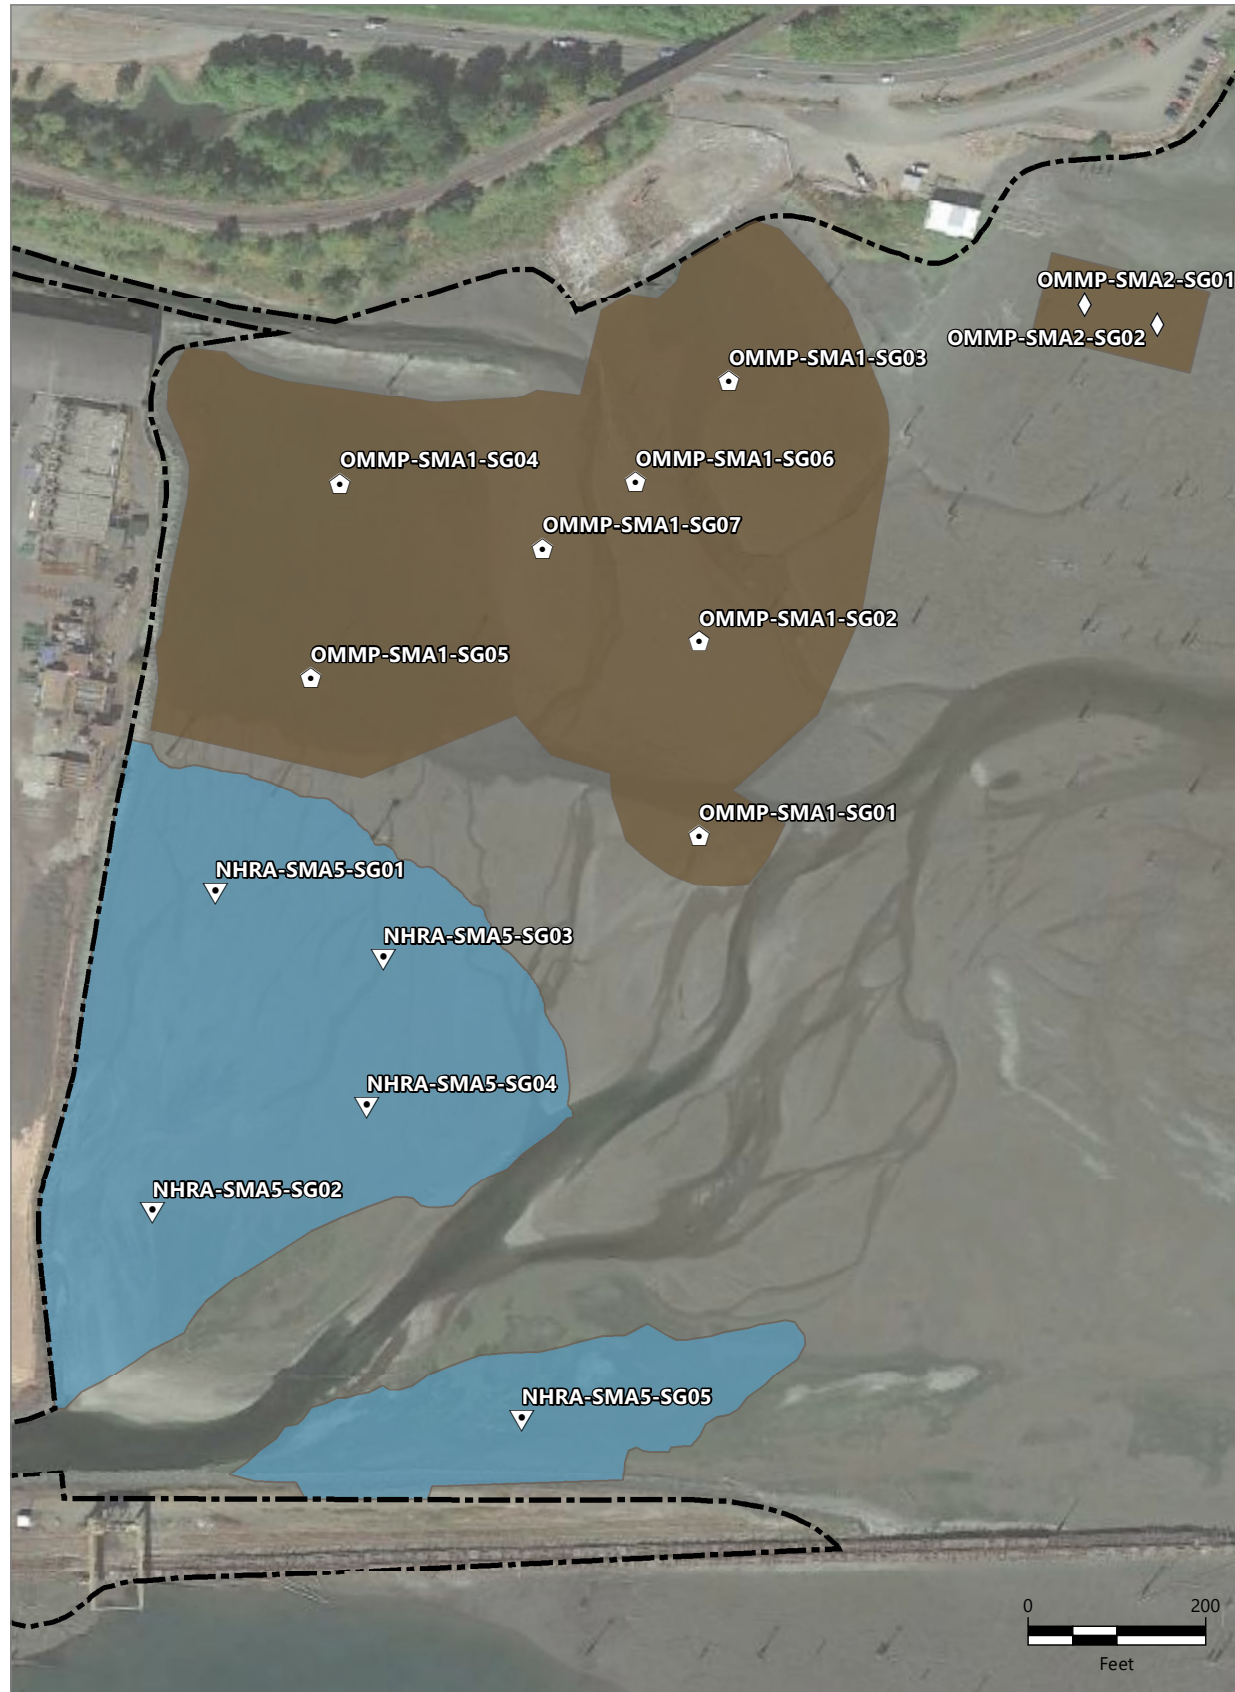 OMMP-SMA2-SG01
OMMP-SMA2-SG02
OMMP-SMA1-SG03
OMMP-SMA1-SG04
OMMP-SMA1-SG06
OMMP-SMA1-SG07
OMMP-SMA1-SG02
OMMP-SMA1-SG05
OMMP-SMA1-SG01
NHRA-SMA5-SG01
NHRA-SMA5-SG03
NHRA-SMA5-SG04
NHRA-SMA5-SG02
NHRA-SMA5-SG05
0 200
Feet